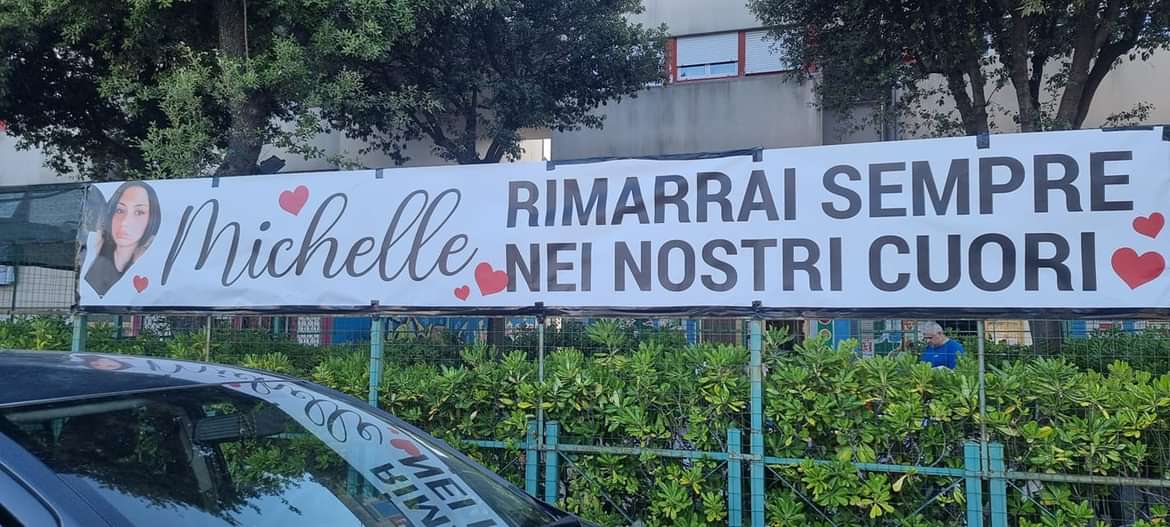 Michelle
RIMARRAI SEMPRE
NEI NOSTRI CUORI